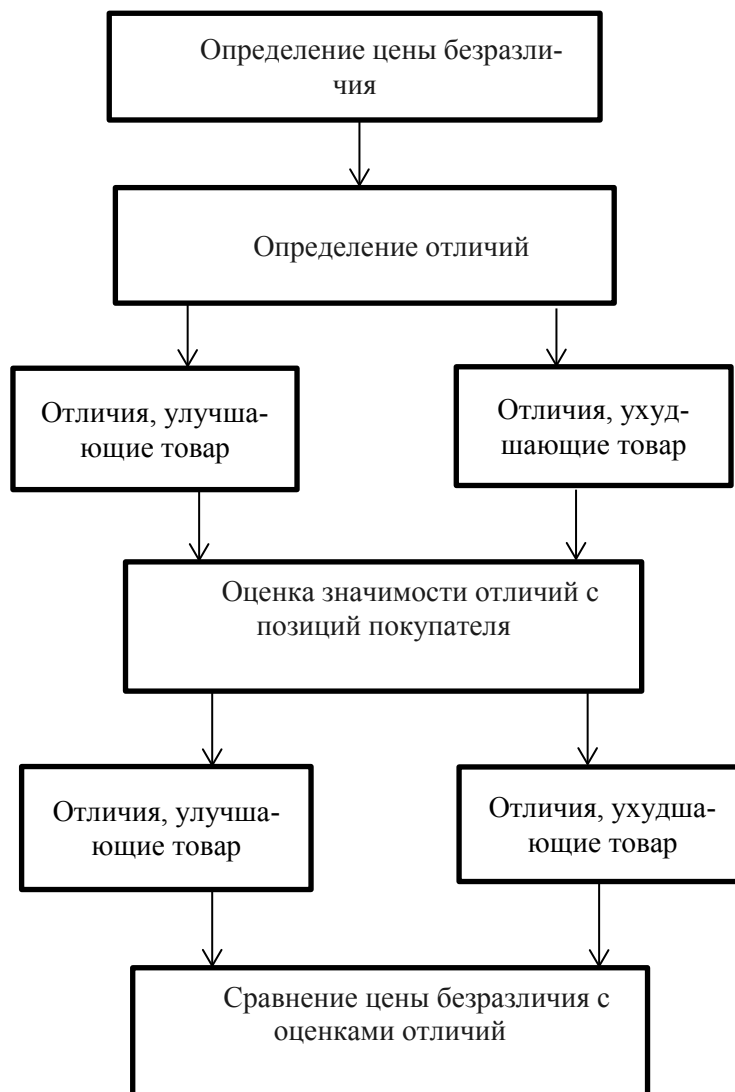 Определение цены безразли-
чия
Определение отличий
Отличия, улучша-
ющие товар
Отличия, ухуд-
шающие товар
Оценка значимости отличий с
позиций покупателя
Отличия, улучша-
ющие товар
Отличия, ухудша-
ющие товар
Сравнение цены безразличия с
оценками отличий